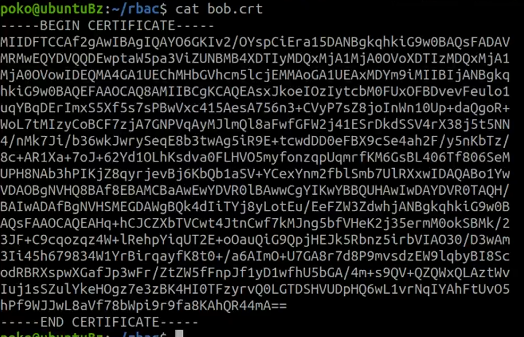 poko@ubuntuBz:~/rbac$ cat bob.crt
-----BEGIN CERTIFICATE-----
MIIDFTCCAf2gAwIBAgIQAYO6GKIv2/OYspCiEra15DANBgkqhkiG9w0BAQsFADAV
MRMwEQYDVQQDEwptaW5pa3ViZUNBMB4XDTIyMDQxMjA1MjA0OVoXDTIzMDQxMjA1
MjA0OVowIDEQMA4GA1UEChMHbGVhcm5lcjEMMAoGA1UEAxMDYm9iMIIBIjANBgkq
hkiG9w0BAQEFAAOCAQ8AMIIBCgKCAQEAsxJkoeIOzIytcbM0FUxOFBDvevFeulo1
uqYBqDErImxS5Xf5s7sPBwVxc415AesA756n3+CVyP7sZ8joInWn10Up+daQgoR+
WoL7tMIzyCoBCF7zjA7GNPVqAyMJlmQl8aFwfGFW2j41ESrDkdSSV4rX38j5t5NN
4/nMk7Ji/b36wkJwrySeqE8b3twAg5iR9E+tcwdDD0eFBX9cSe4ah2F/y5nKbTz/
8c+AR1Xa+7oJ+62Yd1OLhKsdva0FLHVO5myfonzqpUqmrfKM6GsBL406Tf806SeM
UPH8NAb3hPIKjZ8qyrjevBj6KbQb1aSV+YCexYnm2fblSmb7UlRXxwIDAQABo1Yw
VDAOBgNVHQ8BAf8EBAMCBaAwEwYDVR0lBAwwCgYIKwYBBQUHAwIwDAYDVR0TAQH/
BAIwADAfBgNVHSMEGDAWgBQk4dIiTYj8yLotEu/EeFZW3ZdwhjANBgkqhkiG9w0B
AQsFAAOCAQEAHq+hCJCZXbTVCwt4JtnCwf7kMJng5bfVHeK2j35ermM0okSBMk/2
3JF+C9cqozqz4W+lRehpYiqUT2E+oOauQiG9QpjHEJk5Rbnz5irbVIAO30/D3wAm
3Ii45h679834W1YrBirqayfK8t0+/a6AImO+U7GA8r7d8P9mvsdzEW9lqbyBI8Sc
odRBRXspwXGafJp3wFr/ZtZW5fFnpJf1yD1wfhU5bGA/4m+s9QV+QZQWxQLAztWv
Iuj1sSZulYkeHOgz7e3zBK4HI0TFzyrvQ0LGTDSHVUDpHQ6wL1vrNqIYAhFtUvO5
hPf9WJJwL8aVf78bWpi9r9fa8KAhQR44mA==
-----END CERTIFICATE-----
poko@ubuntuBz:~/rbac$